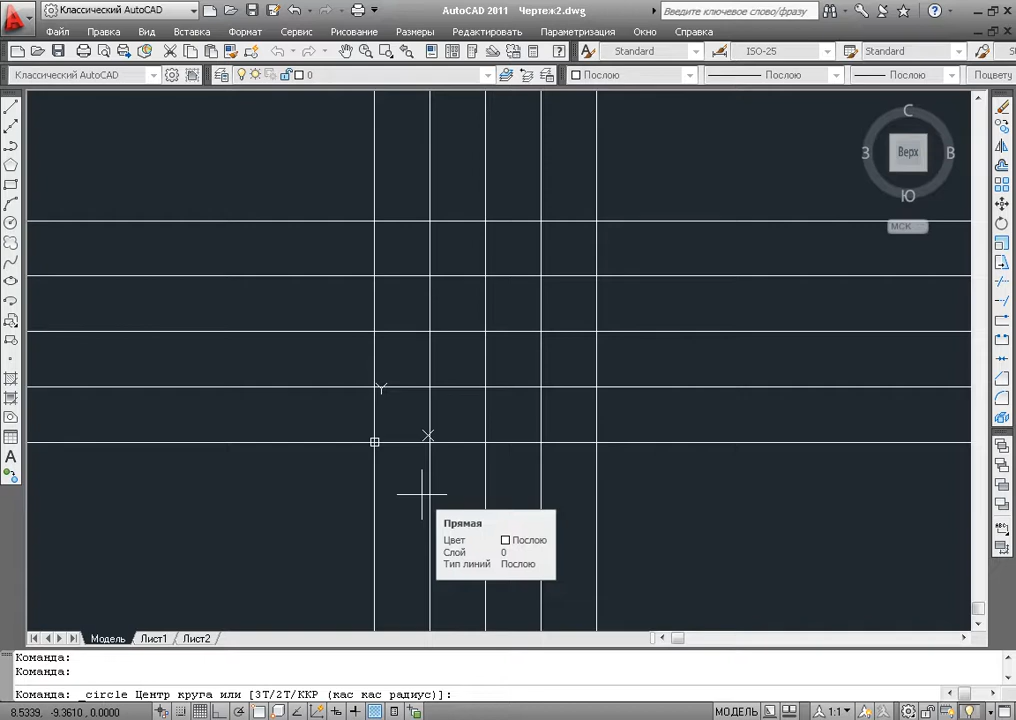 Классический AutoCAD
AutoCAD 2011 Чертеж2.dwg
Введите ключевое слово/фразу
Файл Правка Вид Вставка Формат Сервис Рисование Размеры Редактировать Параметризация Окно Справка
Standard ISO-25 Standard
Классический AutoCAD 0 Послою Послою Послою Поцвету
С
З Верх В
Ю
МСК
Y
X
Прямая
Цвет Послою
Слой 0
Тип линий Послою
Модель Лист1 Лист2
Команда:
Команда:
Команда: _circle Центр круга или [3Т/2Т/ККР (кас кас радиус)]:
8.5339, -9.3610, 0.0000 МОДЕЛЬ 1:1